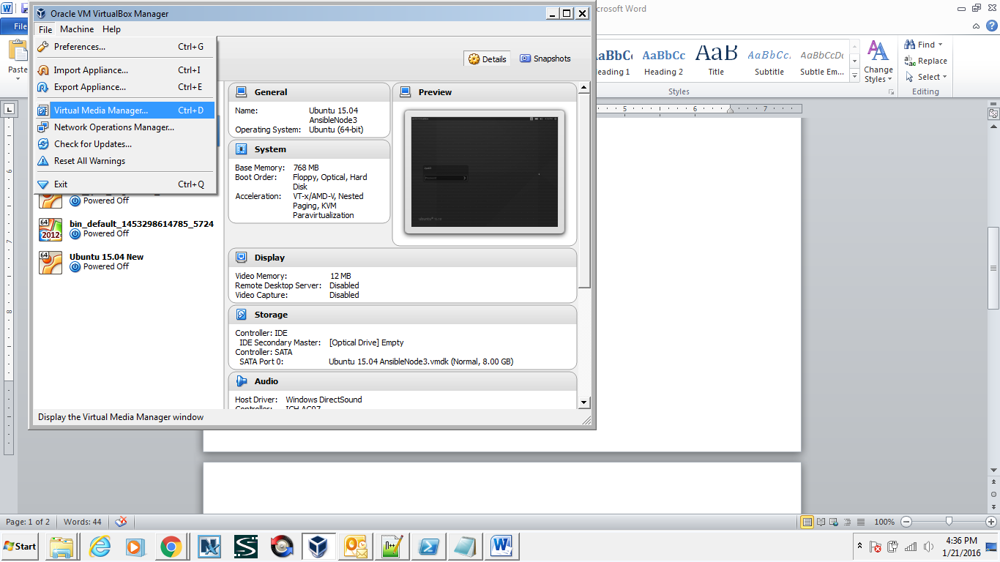 Oracle VM VirtualBox Manager
crosoft Word
File
File Machine Help
Paste
Preferences... Ctrl+G
Import Appliance... Ctrl+I
Export Appliance... Ctrl+E
Virtual Media Manager... Ctrl+D
Network Operations Manager...
Check for Updates...
Reset All Warnings
Exit Ctrl+Q
Details
Snapshots
Powered Off
64
2012
bin_default_1453298614785_5724
Powered Off
64
Ubuntu 15.04 New
Powered Off
General
Name: Ubuntu 15.04
AnsibleNode3
Operating System: Ubuntu (64-bit)
Preview
System
Base Memory: 768 MB
Boot Order: Floppy, Optical, Hard
Disk
Acceleration: VT-x/AMD-V, Nested
Paging, KVM
Paravirtualization
Display
Video Memory: 12 MB
Remote Desktop Server: Disabled
Video Capture: Disabled
Storage
Controller: IDE
IDE Secondary Master: [Optical Drive] Empty
Controller: SATA
SATA Port 0: Ubuntu 15.04 AnsibleNode3.vmdk (Normal, 8.00 GB)
Audio
Host Driver: Windows DirectSound
Display the Virtual Media Manager window
AaBbCc AaBbCc AaB AaBbCc. AaBbCcDc
eading 1 Heading 2 Title Subtitle Subtle Em...
Change
Styles
Styles
Find
Replace
Select
Editing
5 6 7
6
7
8
Page: 1 of 2 Words: 44
100%
Start
4:36 PM
1/21/2016